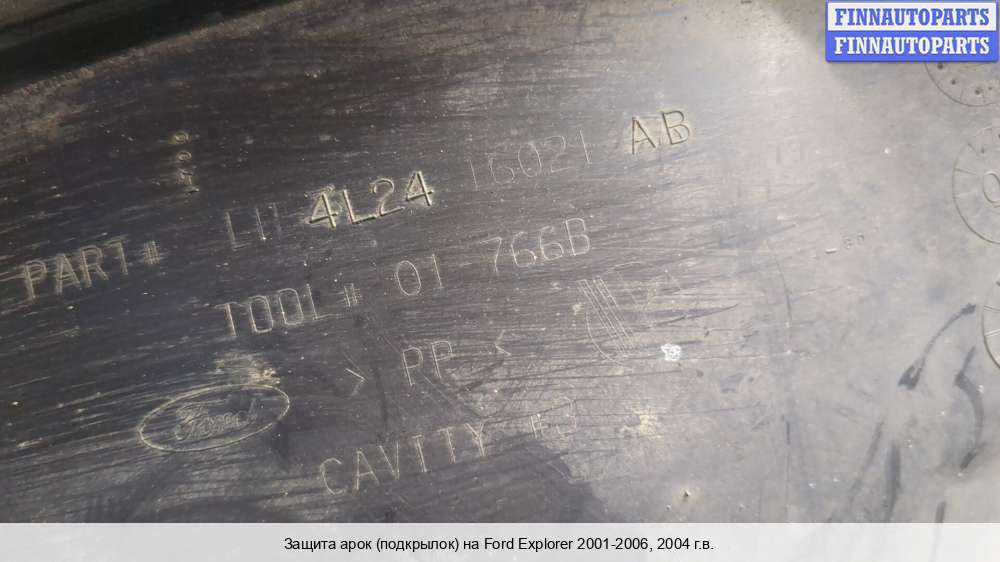 FINNAUTOPARTS
FINNAUTOPARTS
PART# LH 4L24 16021 AB
TOOL# 01-766B
> PP <
Ford
CAVITY #3
Защита арок (подкрылок) на Ford Explorer 2001-2006, 2004 г.в.